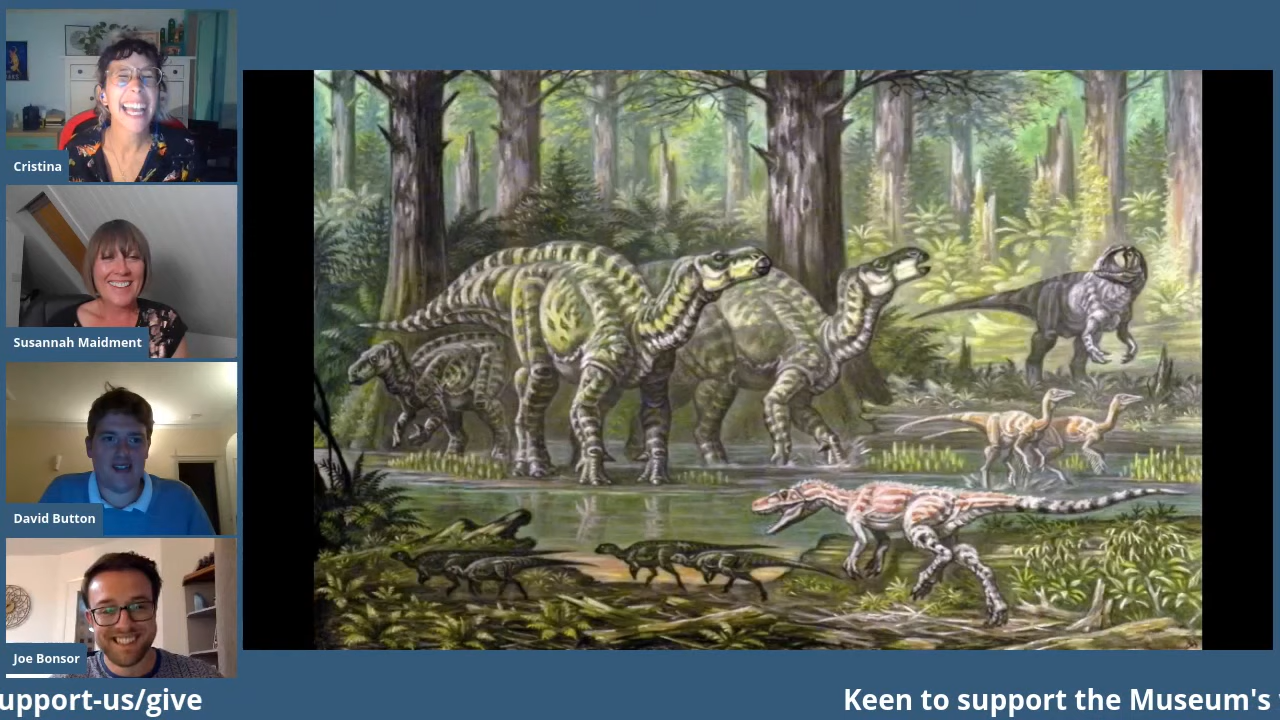 Cristina
Susannah Maidment
David Button
Joe Bonsor
upport-us/give
Keen to support the Museum's